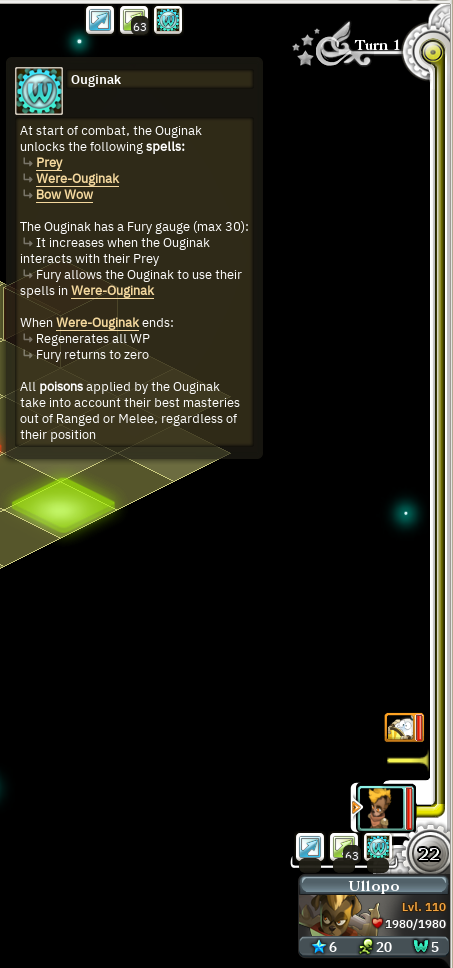 63
Turn 1
Ouginak
At start of combat, the Ouginak
unlocks the following spells:
↳ Prey
↳ Were-Ouginak
↳ Bow Wow
The Ouginak has a Fury gauge (max 30):
↳ It increases when the Ouginak
interacts with their Prey
↳ Fury allows the Ouginak to use their
spells in Were-Ouginak
When Were-Ouginak ends:
↳ Regenerates all WP
↳ Fury returns to zero
All poisons applied by the Ouginak
take into account their best masteries
out of Ranged or Melee, regardless of
their position
63
22
Ullopo
Lvl. 110
1980/1980
6 20 5